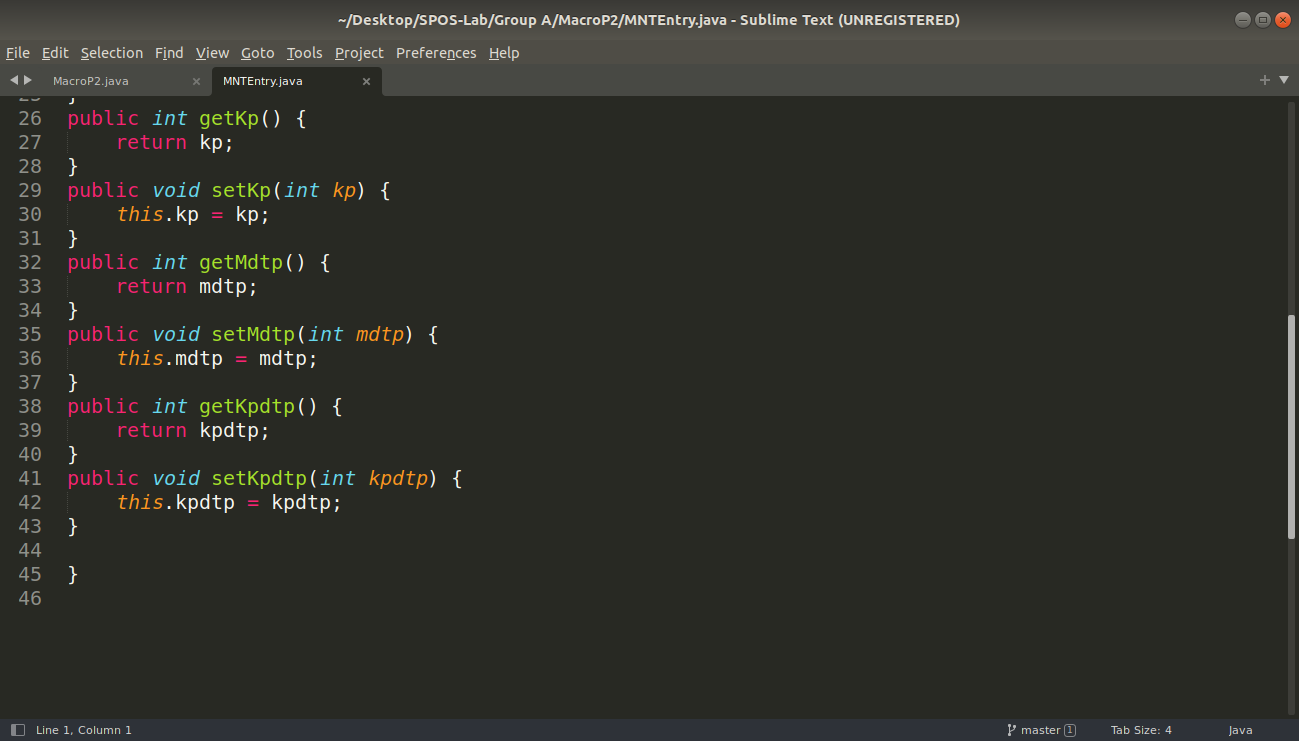 ~/Desktop/SPOS-Lab/Group A/MacroP2/MNTEntry.java - Sublime Text (UNREGISTERED)
File Edit Selection Find View Goto Tools Project Preferences Help
MacroP2.java × MNTEntry.java ×
25 }
26 public int getKp() {
27 return kp;
28 }
29 public void setKp(int kp) {
30 this.kp = kp;
31 }
32 public int getMdtp() {
33 return mdtp;
34 }
35 public void setMdtp(int mdtp) {
36 this.mdtp = mdtp;
37 }
38 public int getKpdtp() {
39 return kpdtp;
40 }
41 public void setKpdtp(int kpdtp) {
42 this.kpdtp = kpdtp;
43 }
44
45 }
46
Line 1, Column 1 master 1 Tab Size: 4 Java